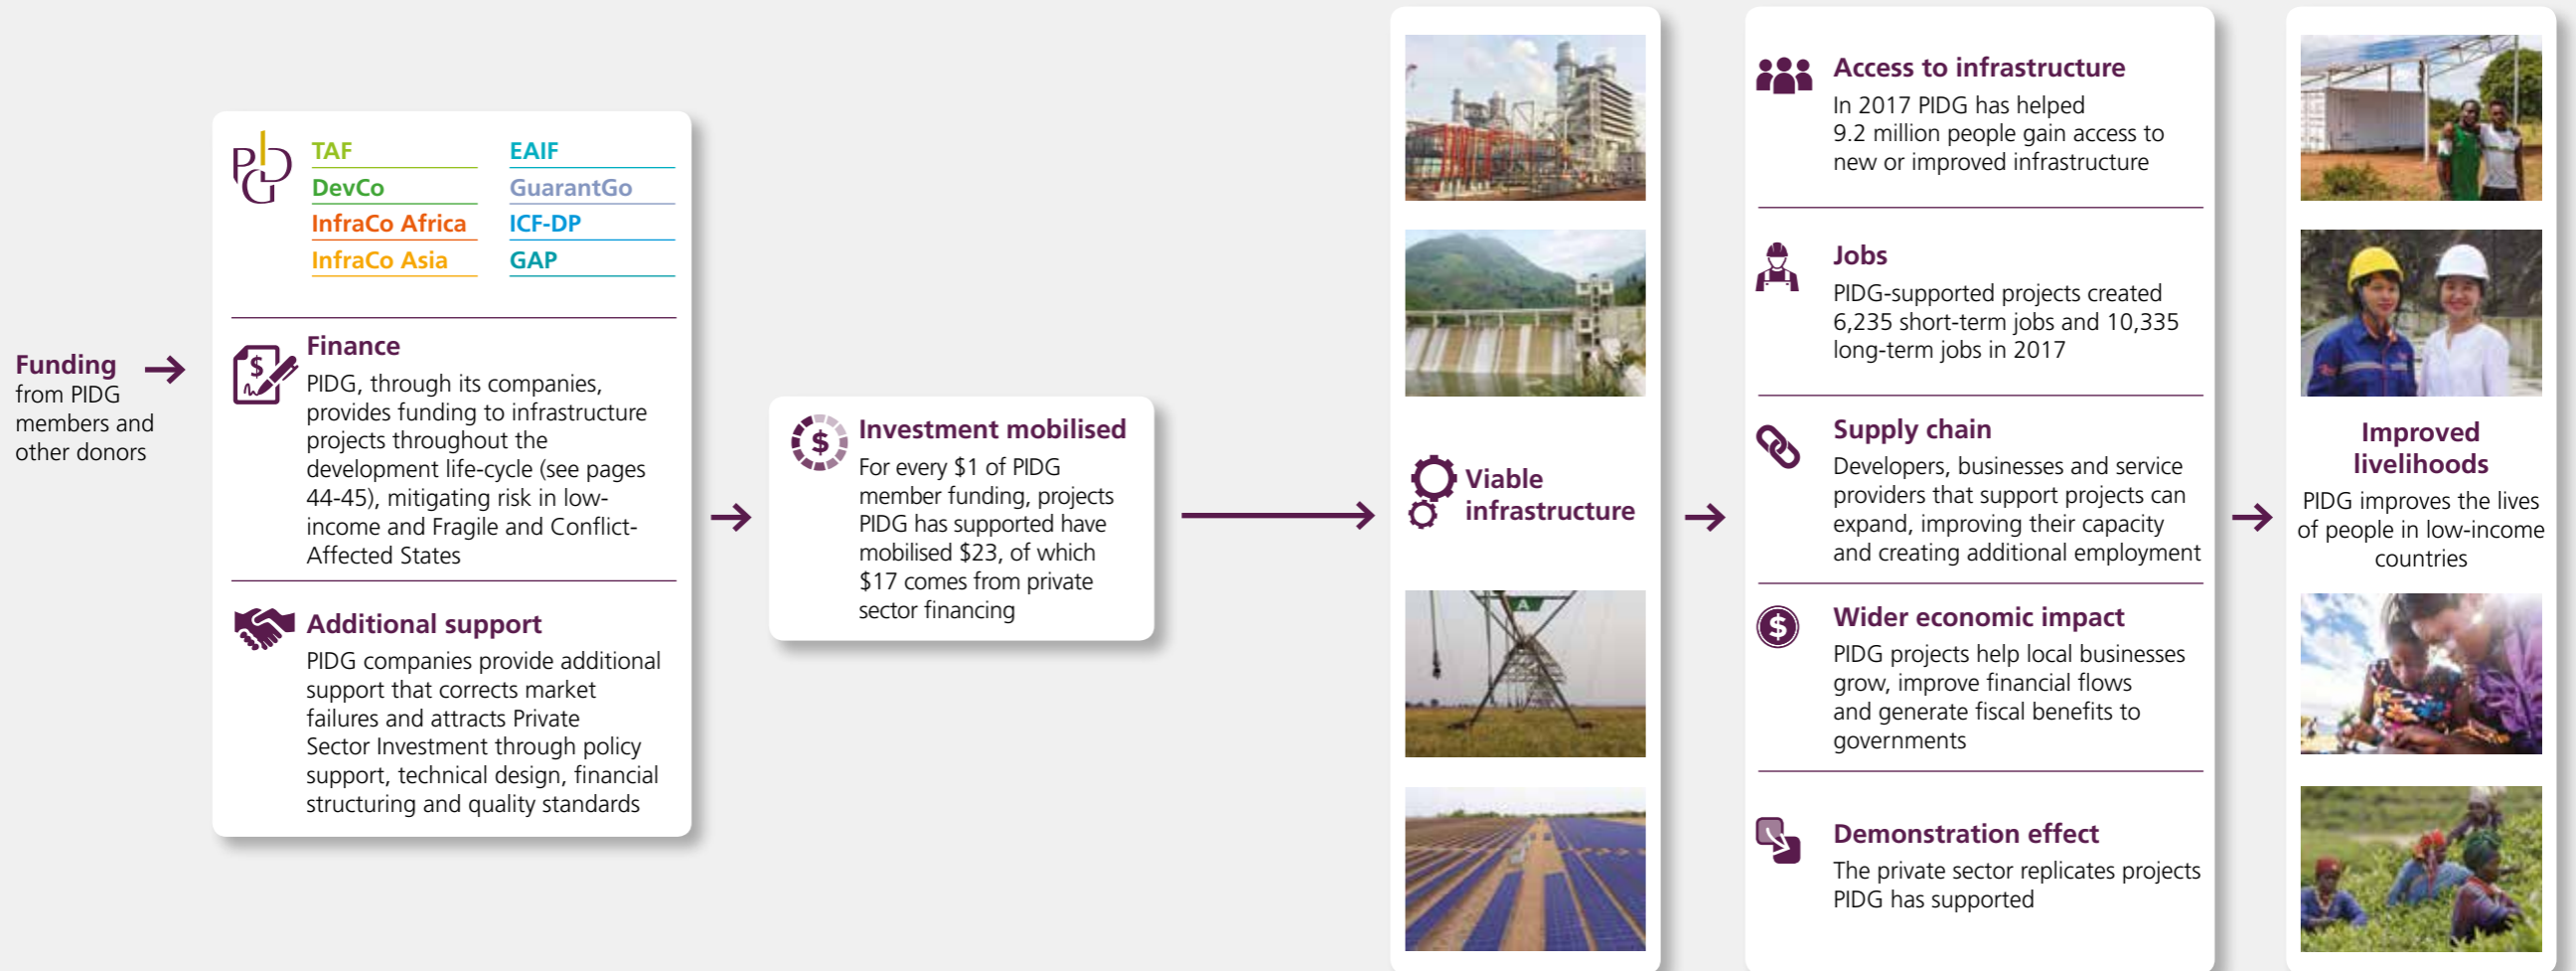 Funding
from PIDG
members and
other donors
PIDG
TAF
DevCo
InfraCo Africa
InfraCo Asia
EAIF
GuarantGo
ICF-DP
GAP
$
Finance
PIDG, through its companies,
provides funding to infrastructure
projects throughout the
development life-cycle (see pages
44-45), mitigating risk in low-
income and Fragile and Conflict-
Affected States
Additional support
PIDG companies provide additional
support that corrects market
failures and attracts Private
Sector Investment through policy
support, technical design, financial
structuring and quality standards
$
Investment mobilised
For every $1 of PIDG
member funding, projects
PIDG has supported have
mobilised $23, of which
$17 comes from private
sector financing
Viable
infrastructure
A
Access to infrastructure
In 2017 PIDG has helped
9.2 million people gain access to
new or improved infrastructure
Jobs
PIDG-supported projects created
6,235 short-term jobs and 10,335
long-term jobs in 2017
Supply chain
Developers, businesses and service
providers that support projects can
expand, improving their capacity
and creating additional employment
$
Wider economic impact
PIDG projects help local businesses
grow, improve financial flows
and generate fiscal benefits to
governments
Demonstration effect
The private sector replicates projects
PIDG has supported
Improved
livelihoods
PIDG improves the lives
of people in low-income
countries